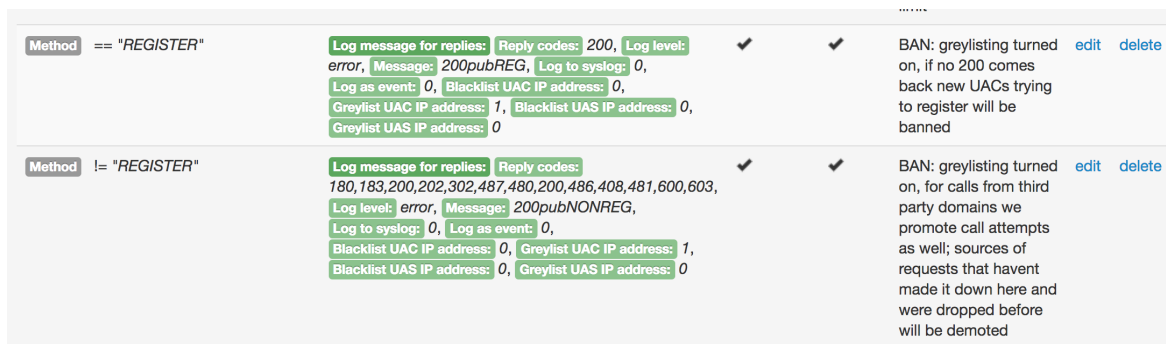 Method == "REGISTER" Log message for replies: Reply codes: 200, Log level: BAN: greylisting turned edit delete
error, Message: 200pubREG, Log to syslog: 0, on, if no 200 comes
Log as event: 0, Blacklist UAC IP address: 0, back new UACs trying
Greylist UAC IP address: 1, Blacklist UAS IP address: 0, to register will be
Greylist UAS IP address: 0 banned
Method != "REGISTER" Log message for replies: Reply codes: BAN: greylisting turned edit delete
180,183,200,202,302,487,480,200,486,408,481,600,603, on, for calls from third
Log level: error, Message: 200pubNONREG, party domains we
Log to syslog: 0, Log as event: 0, promote call attempts
Blacklist UAC IP address: 0, Greylist UAC IP address: 1, as well; sources of
Blacklist UAS IP address: 0, Greylist UAS IP address: 0 requests that havent
made it down here and
were dropped before
will be demoted